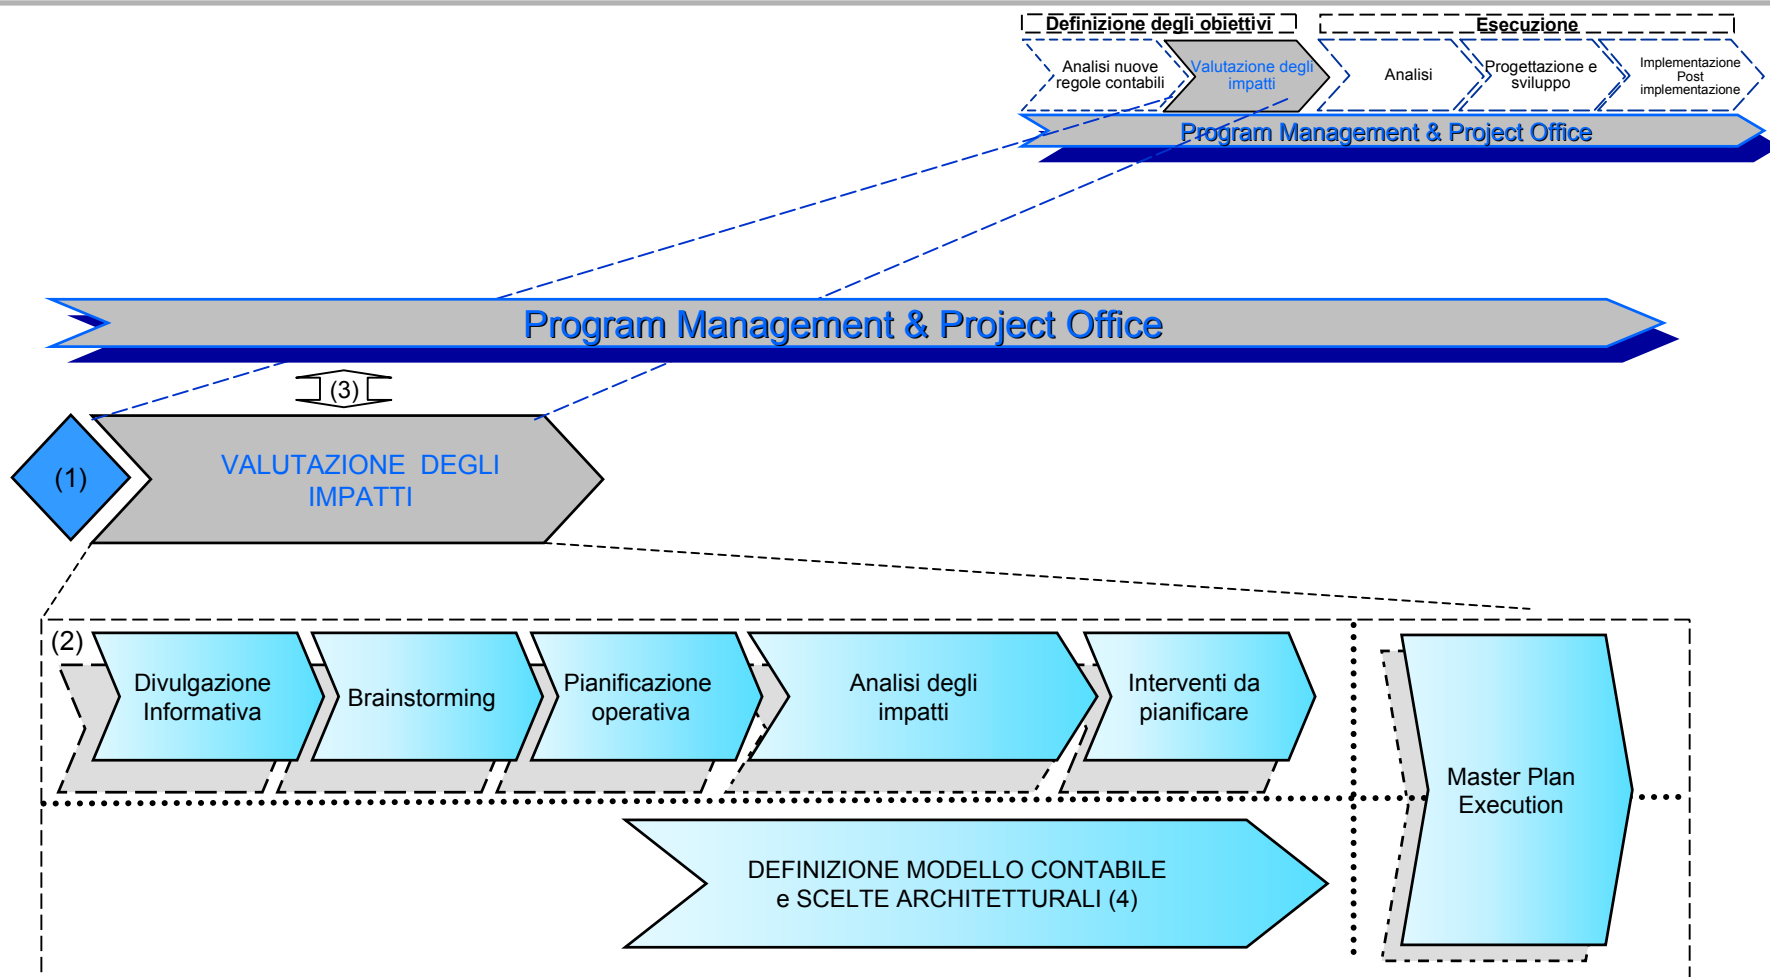 Definizione degli obiettivi
Esecuzione
Analisi nuove
regole contabili
Valutazione degli
impatti
Analisi
Progettazione e
sviluppo
Implementazione
Post
implementazione
Program Management & Project Office
Program Management & Project Office
(3)
(1)
VALUTAZIONE DEGLI
IMPATTI
(2)
Divulgazione
Informativa
Brainstorming
Pianificazione
operativa
Analisi degli
impatti
Interventi da
pianificare
Master Plan
Execution
DEFINIZIONE MODELLO CONTABILE
e SCELTE ARCHITETTURALI (4)